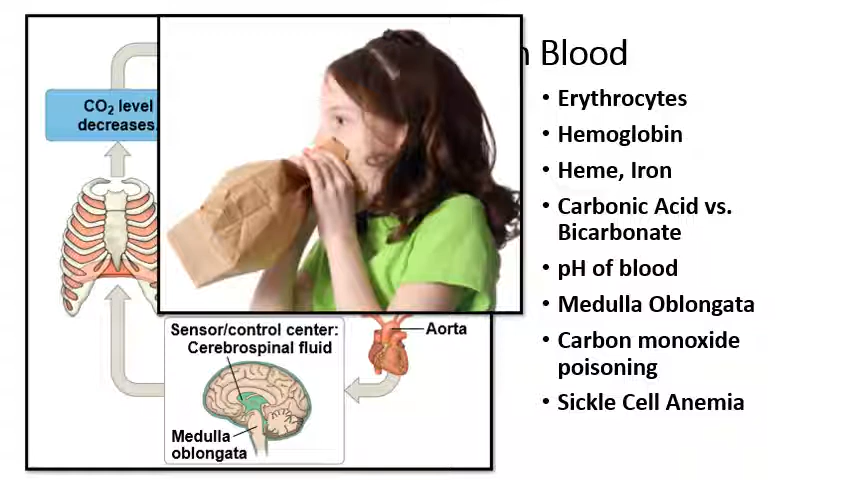 Blood
CO₂ level
decreases.
Sensor/control center:
Cerebrospinal fluid
Aorta
Medulla
oblongata
• Erythrocytes
• Hemoglobin
• Heme, Iron
• Carbonic Acid vs.
Bicarbonate
• pH of blood
• Medulla Oblongata
• Carbon monoxide
poisoning
• Sickle Cell Anemia